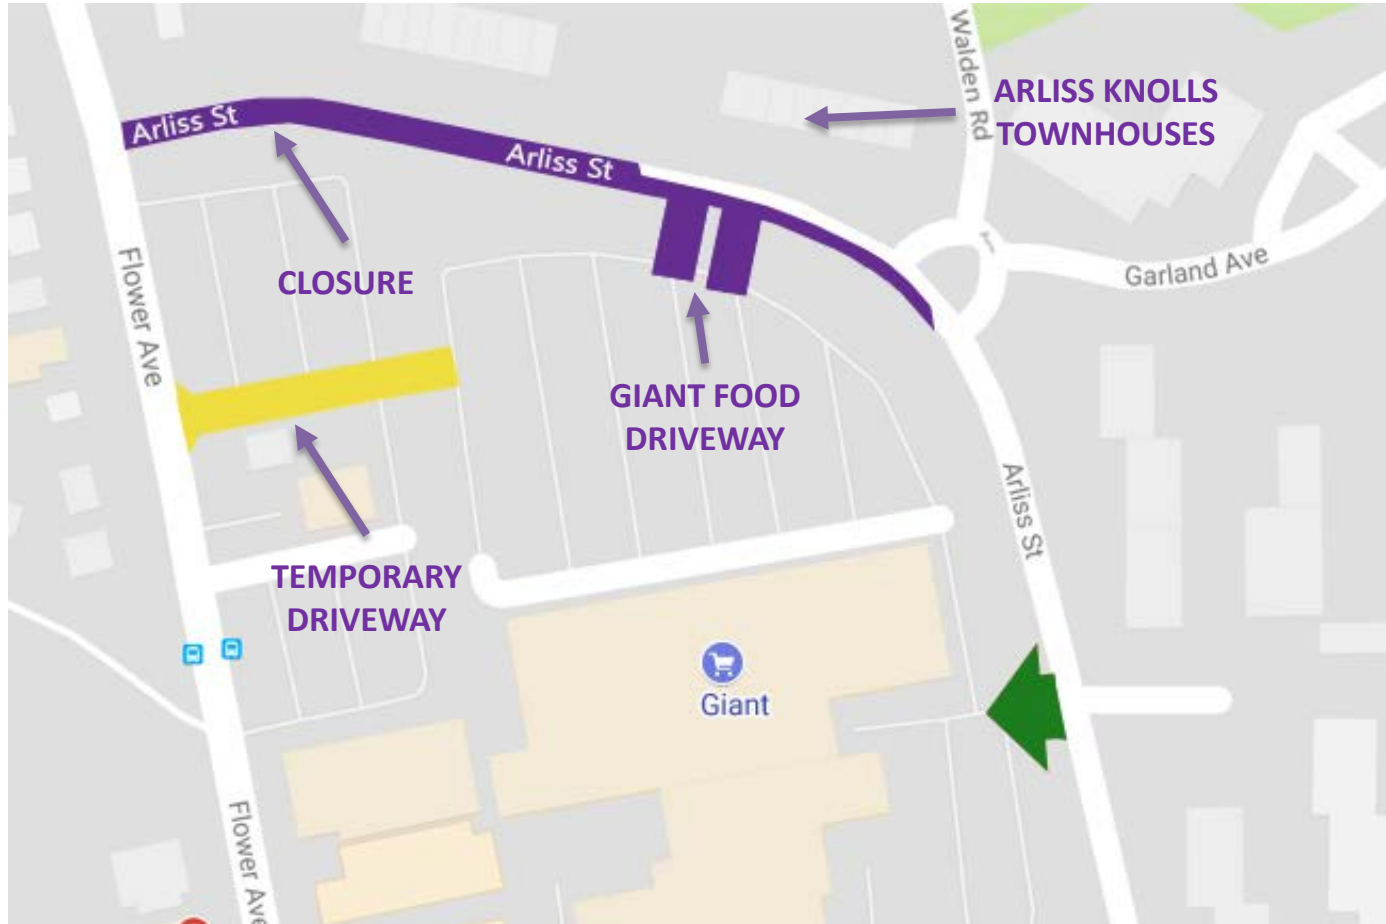 Walden Rd
ARLISS KNOLLS
TOWNHOUSES
Arliss St
Arliss St
CLOSURE
Flower Ave
Garland Ave
GIANT FOOD
DRIVEWAY
Arliss St
TEMPORARY
DRIVEWAY
Giant
Flower Ave